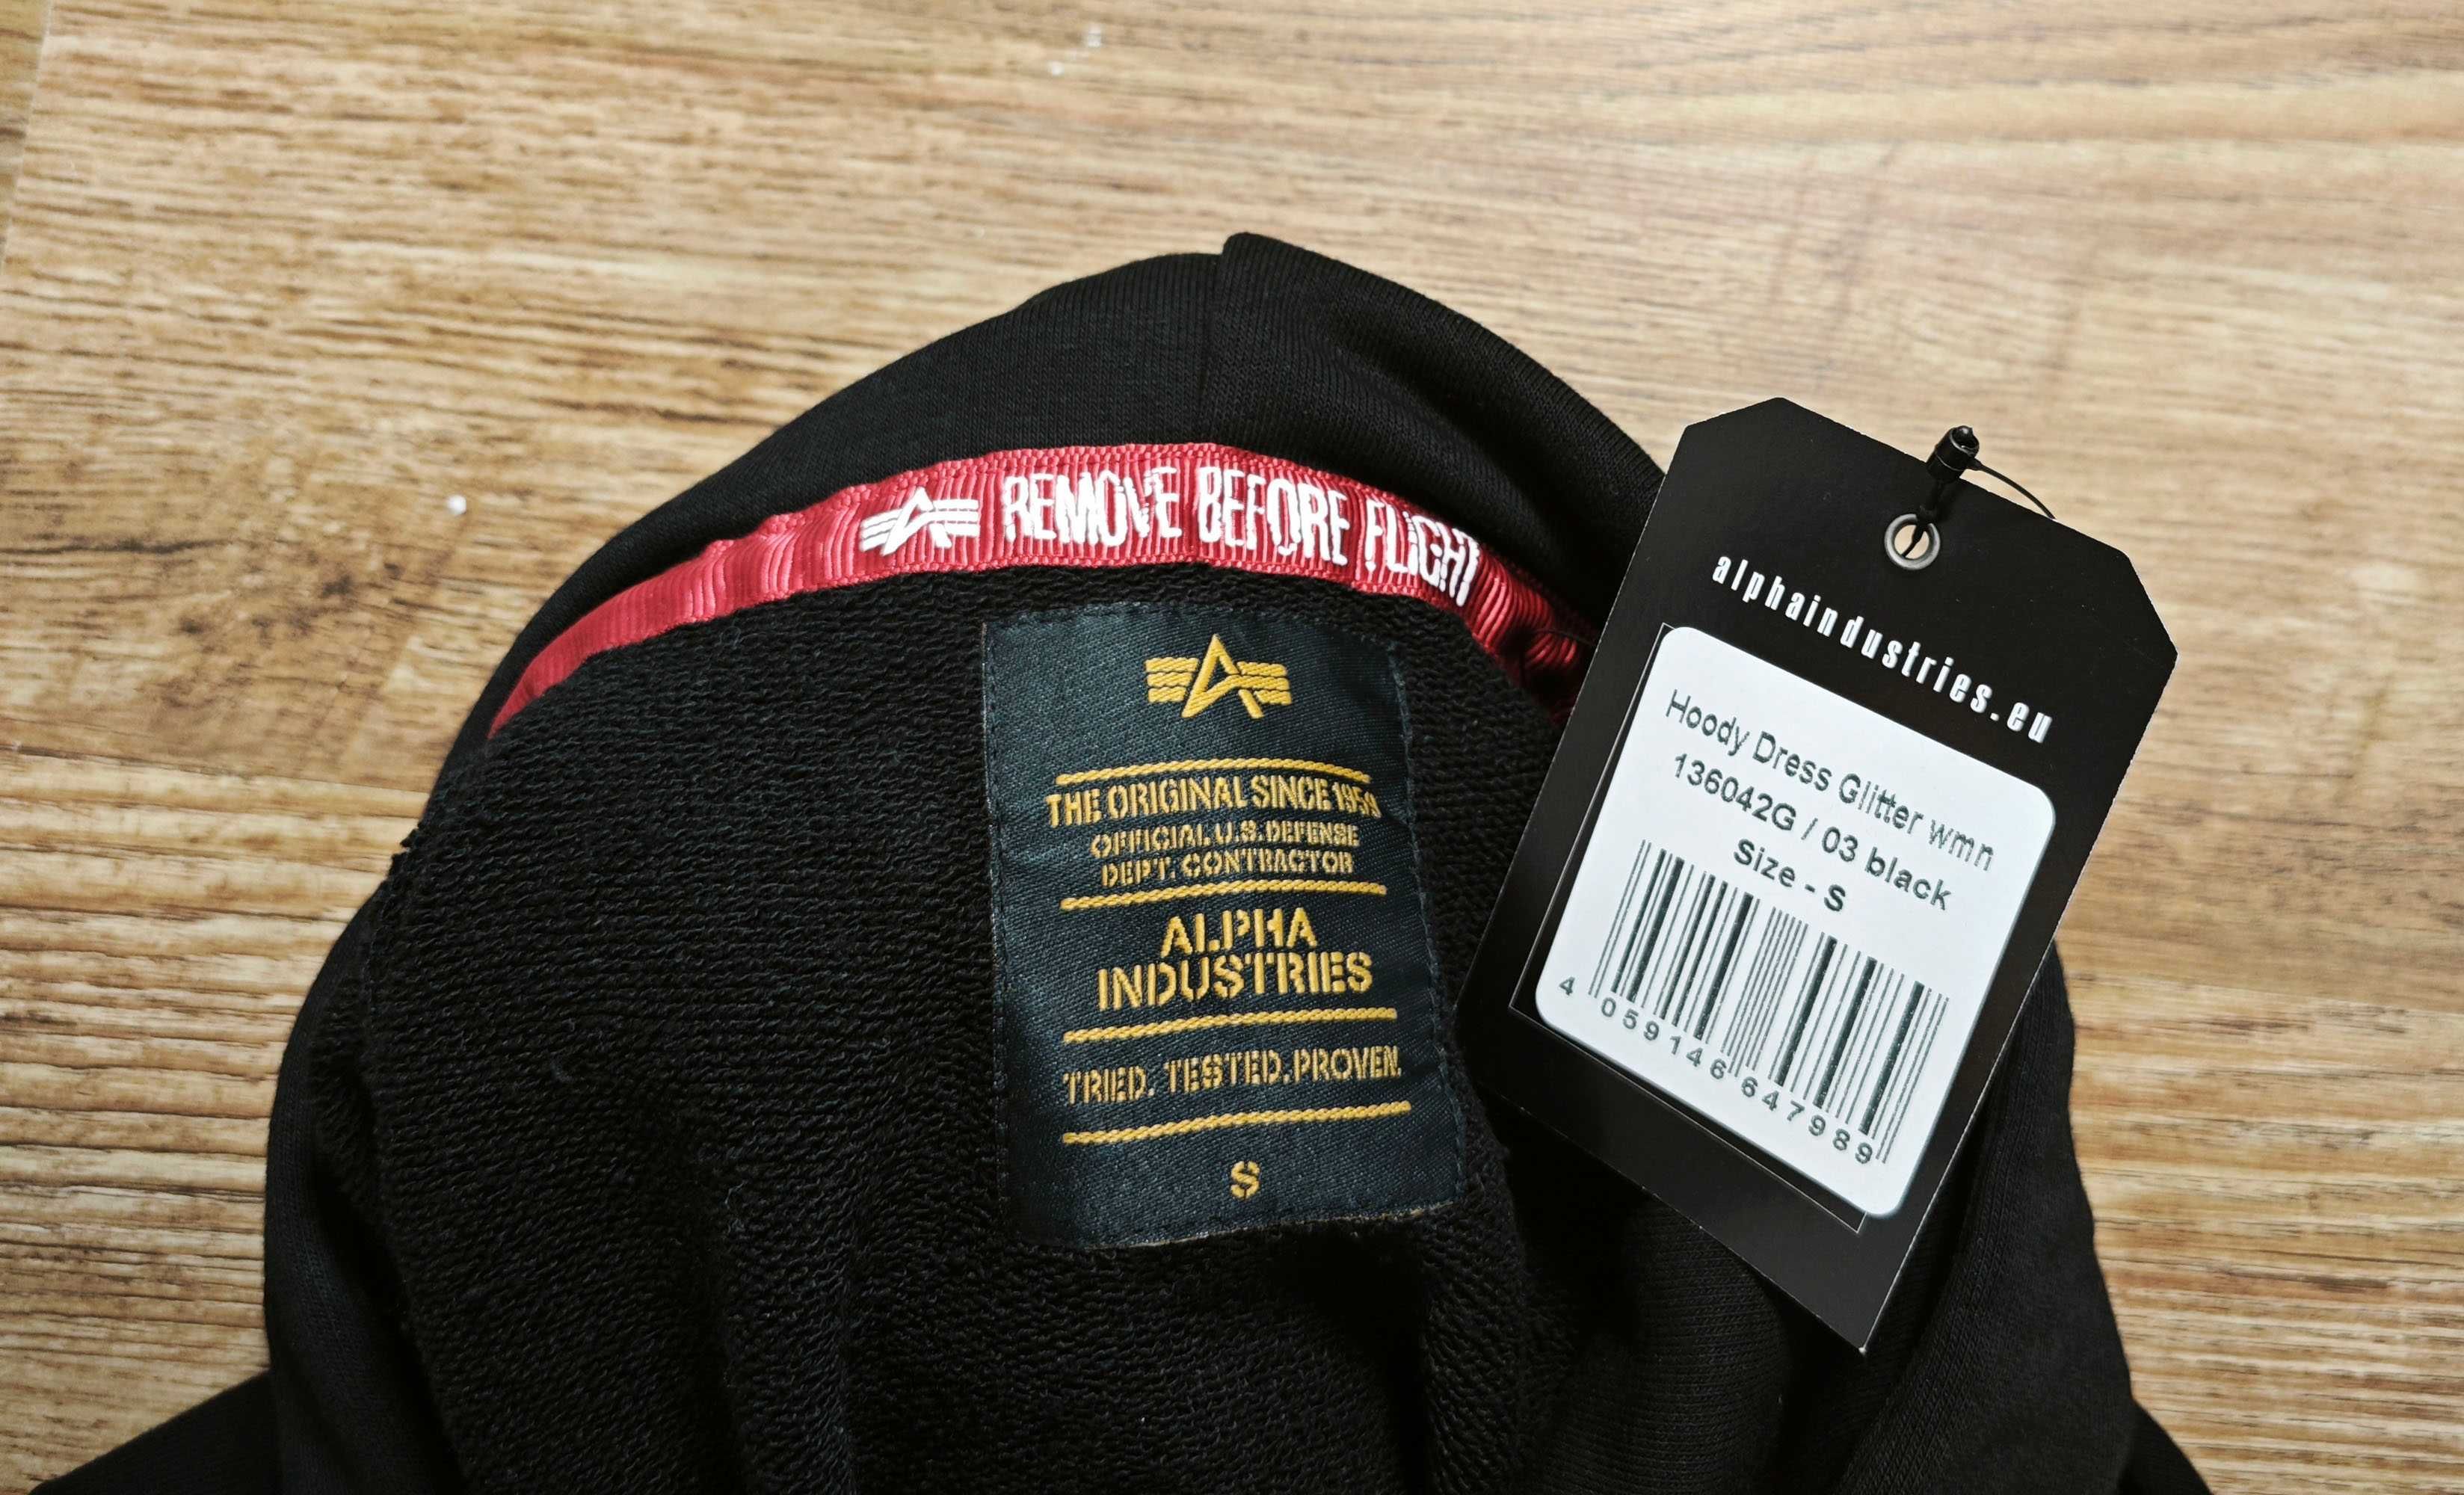 REMOVE BEFORE FLIGHT
THE ORIGINAL SINCE 1959
OFFICIAL U.S. DEFENSE
DEPT. CONTRACTOR
ALPHA
INDUSTRIES
TRIED. TESTED. PROVEN.
S
alphaindustries.eu
Hoody Dress Glitter wmn
136042G / 03 black
Size - S
4 059146 647989